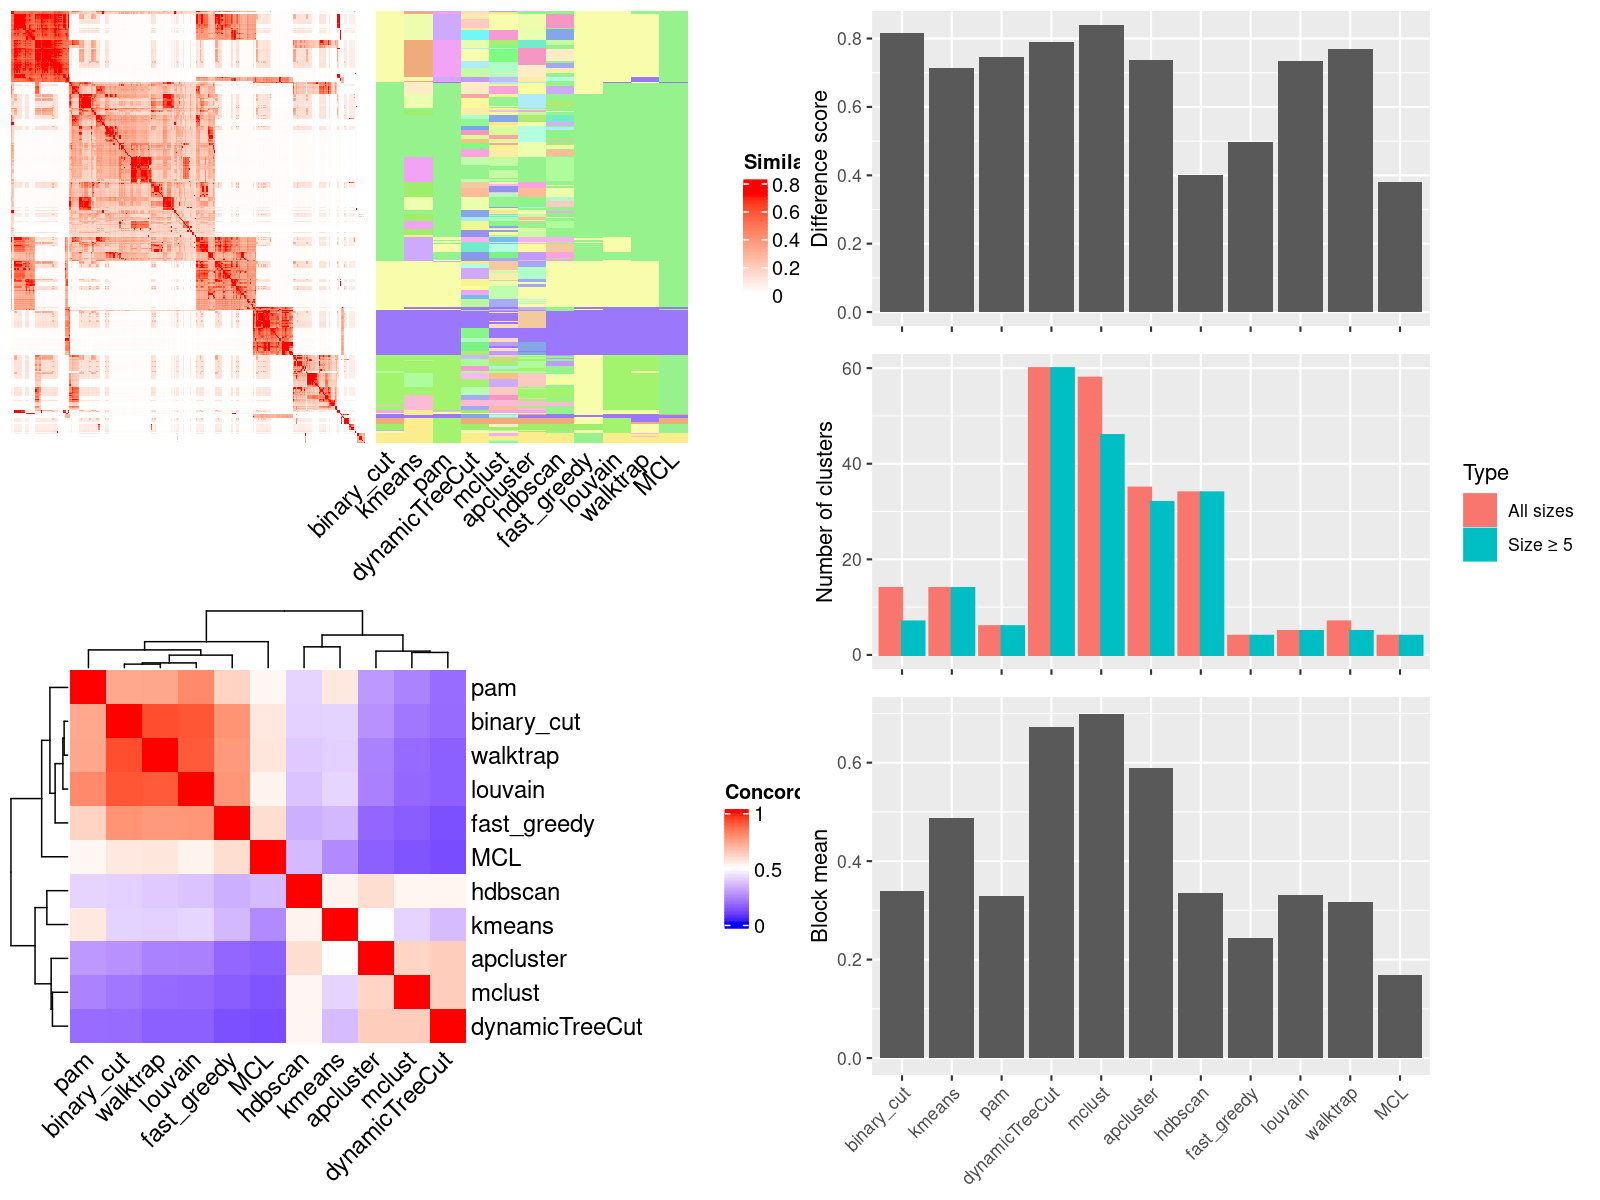 Simila
0.8
0.6
0.4
0.2
0
binary_cut
kmeans
pam
dynamicTreeCut
mclust
apcluster
hdbscan
fast_greedy
louvain
walktrap
MCL
Difference score
0.8
0.6
0.4
0.2
0.0
Number of clusters
60
40
20
0
Type
All sizes
Size ≥ 5
pam
binary_cut
walktrap
louvain
fast_greedy
MCL
hdbscan
kmeans
apcluster
mclust
dynamicTreeCut
pam
binary_cut
walktrap
louvain
fast_greedy
MCL
hdbscan
kmeans
apcluster
mclust
dynamicTreeCut
Concord
1
0.5
0
Block mean
0.6
0.4
0.2
0.0
binary_cut
kmeans
pam
dynamicTreeCut
mclust
apcluster
hdbscan
fast_greedy
louvain
walktrap
MCL